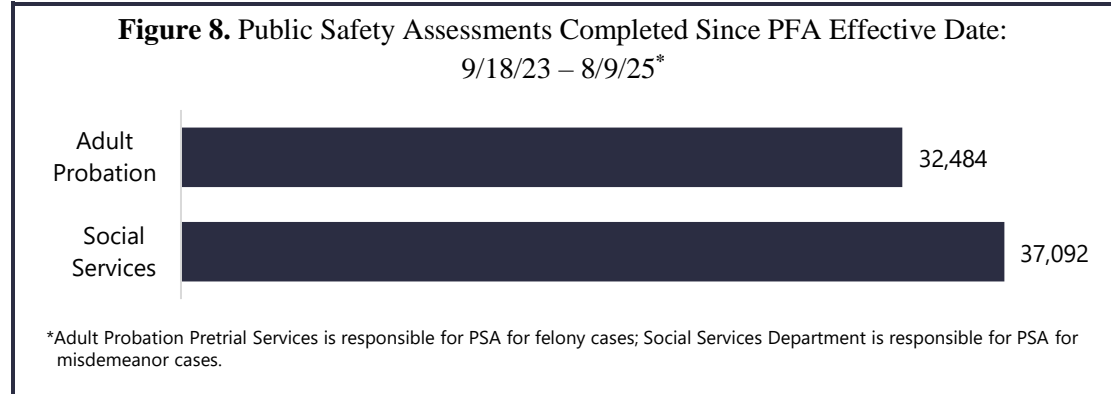 Figure 8. Public Safety Assessments Completed Since PFA Effective Date:
9/18/23 – 8/9/25*
Adult
Probation
32,484
Social
Services
37,092
*Adult Probation Pretrial Services is responsible for PSA for felony cases; Social Services Department is responsible for PSA for
misdemeanor cases.